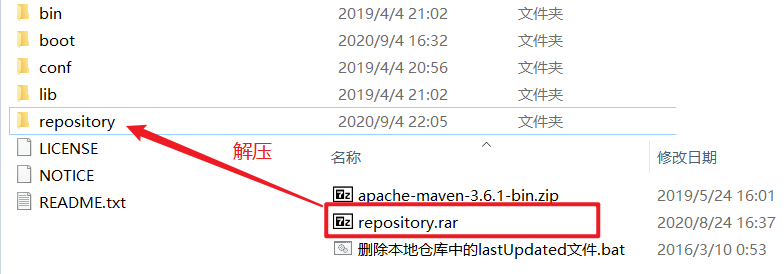 bin 2019/4/4 21:02 文件夹
boot 2020/9/4 16:32 文件夹
conf 2019/4/4 20:56 文件夹
lib 2019/4/4 21:02 文件夹
repository 2020/9/4 22:05 文件夹
解压
LICENSE
NOTICE
README.txt
名称 修改日期
apache-maven-3.6.1-bin.zip 2019/5/24 16:01
repository.rar 2020/8/24 16:37
删除本地仓库中的lastUpdated文件.bat 2016/3/10 0:53